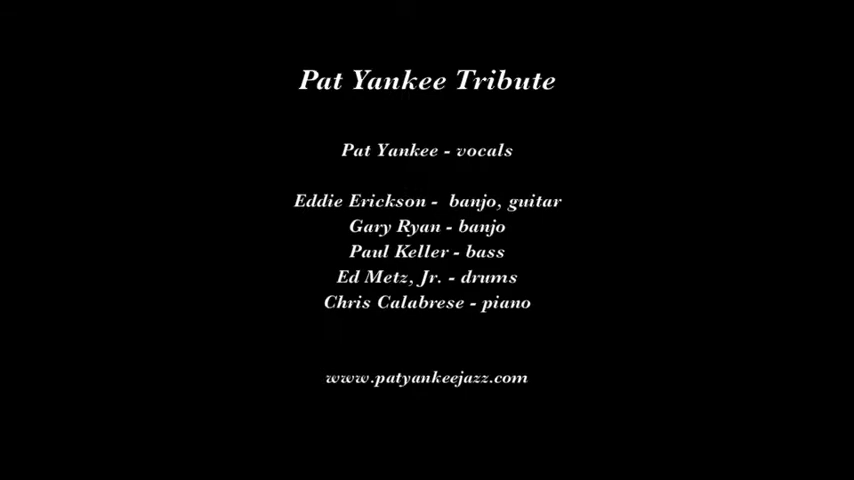 Pat Yankee Tribute
Pat Yankee - vocals
Eddie Erickson - banjo, guitar
Gary Ryan - banjo
Paul Keller - bass
Ed Metz, Jr. - drums
Chris Calabrese - piano
www.patyankeejazz.com